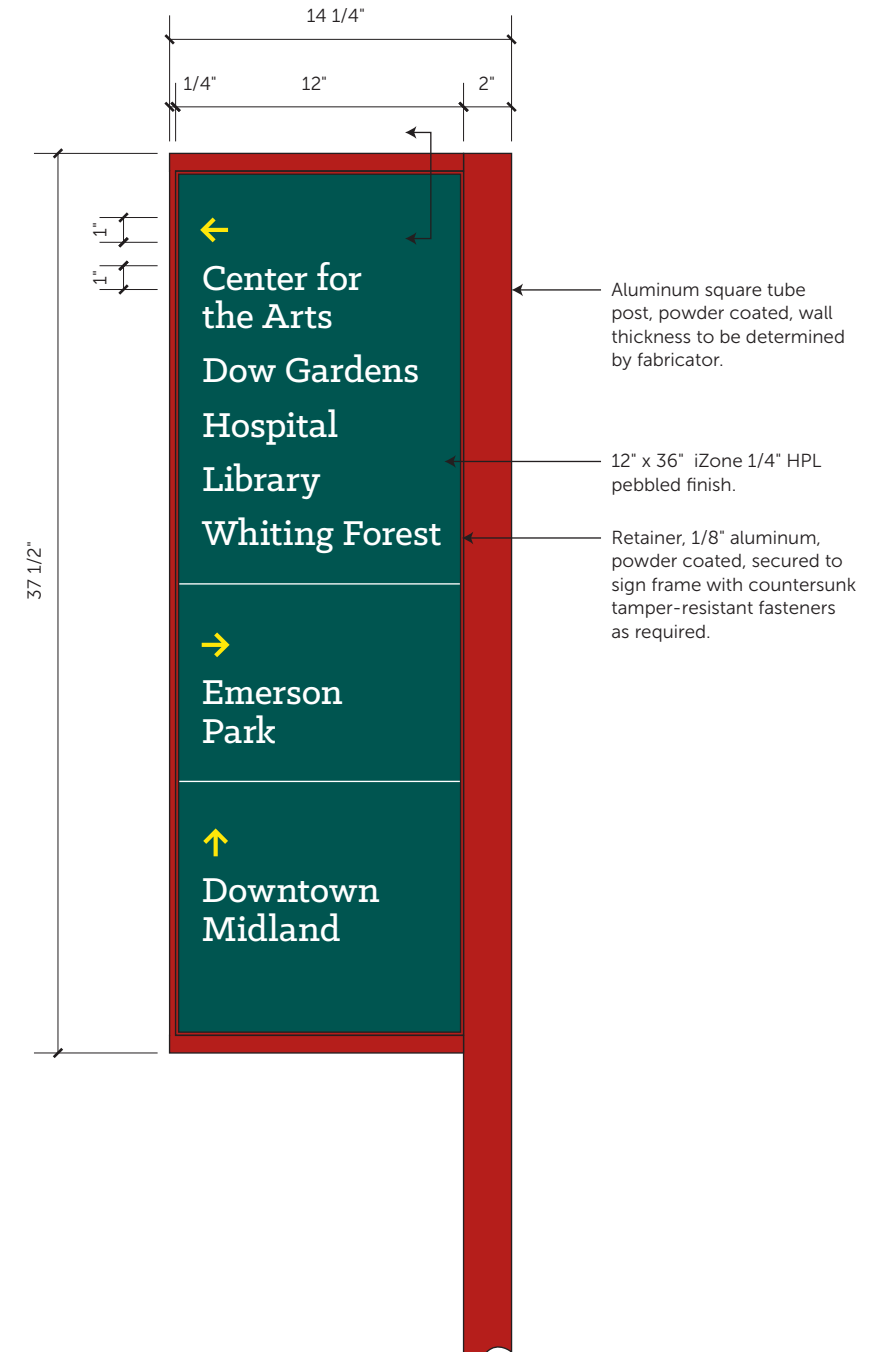 14 1/4"
1/4"
12"
2"
1"
1"
37 1/2"
←
Center for
the Arts
Dow Gardens
Hospital
Library
Whiting Forest
→
Emerson
Park
↑
Downtown
Midland
Aluminum square tube
post, powder coated, wall
thickness to be determined
by fabricator.
12" x 36" iZone 1/4" HPL
pebbled finish.
Retainer, 1/8" aluminum,
powder coated, secured to
sign frame with countersunk
tamper-resistant fasteners
as required.